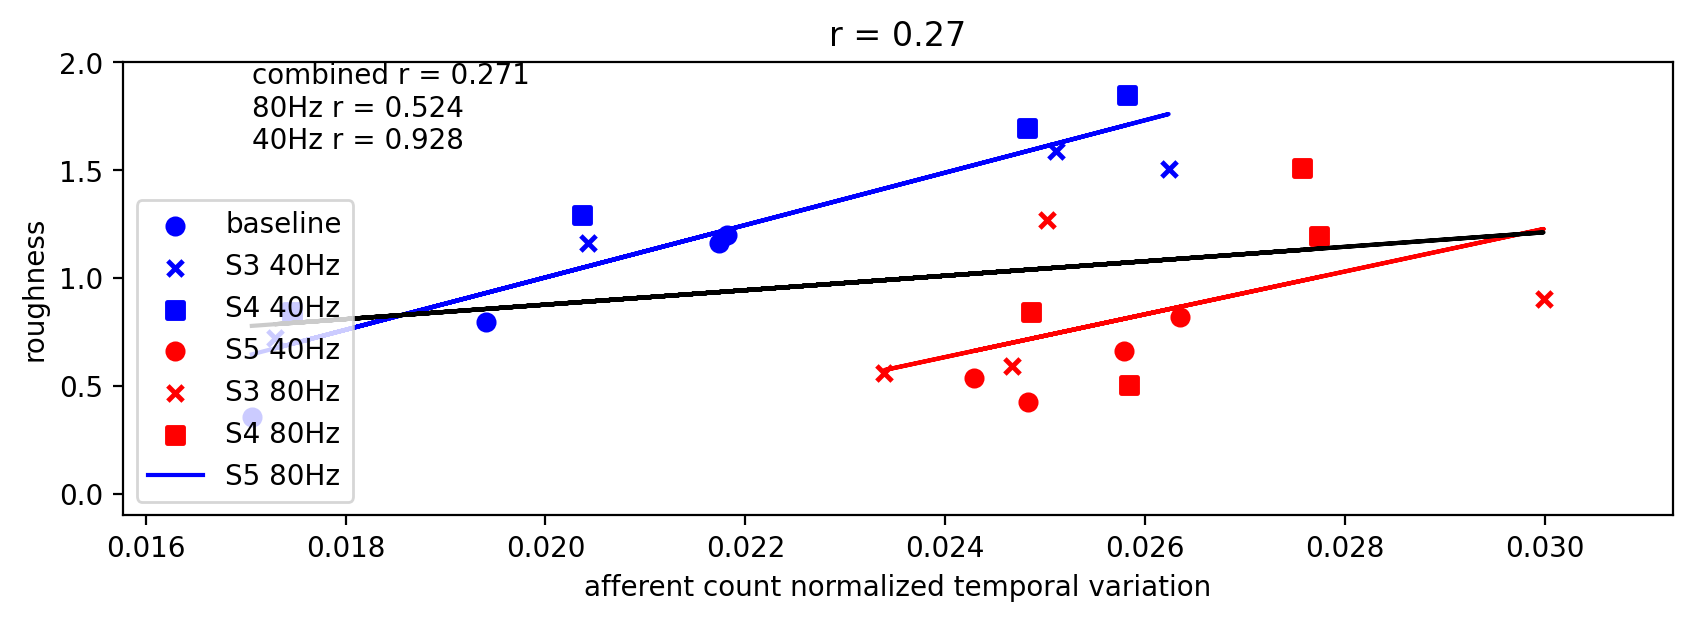 r = 0.27
combined r = 0.271
80Hz r = 0.524
40Hz r = 0.928
2.0
1.5
1.0
0.5
0.0
roughness
baseline
S3 40Hz
S4 40Hz
S5 40Hz
S3 80Hz
S4 80Hz
S5 80Hz
0.016 0.018 0.020 0.022 0.024 0.026 0.028 0.030
afferent count normalized temporal variation